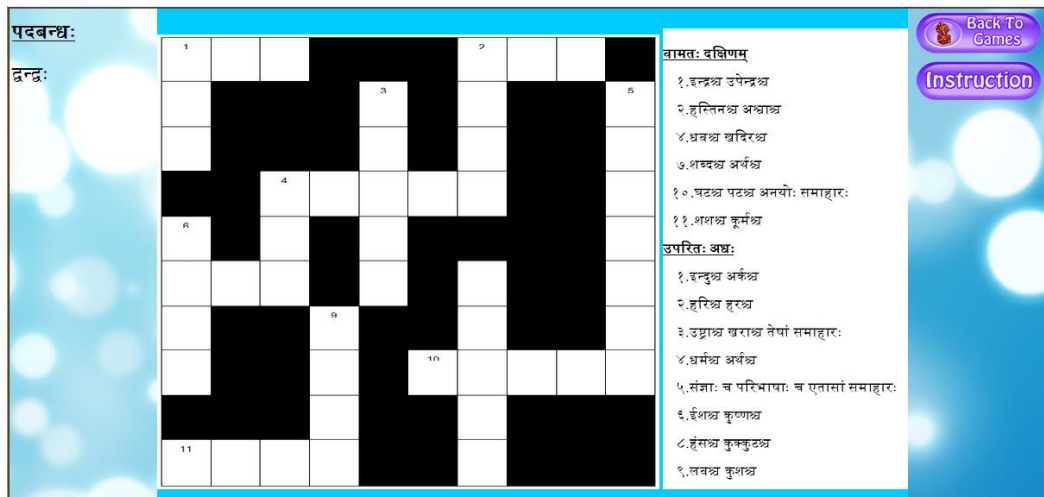 पदबन्धः
द्वन्द्वः
1
2
3
5
4
6
9
10
11
वामतः दक्षिणम्
१.इन्द्रश्च उपेन्द्रश्च
२.हस्तिनश्च अश्वाश्च
४.धवश्च खदिरश्च
७.शब्दश्च अर्थश्च
१०.घटश्च पटश्च अनयोः समाहारः
११.शशश्च कूर्मश्च
उपरितः अधः
१.इन्दुश्च अर्कश्च
२.हरिश्च हरश्च
३.उष्ट्राश्च खराश्च तेषां समाहारः
४.धर्मश्च अर्थश्च
५.संज्ञाः च परिभाषाः च एतासां समाहारः
६.ईशश्च कृष्णश्च
८.हंसश्च कुक्कुटश्च
९.लवश्च कुशश्च
Back To
Games
Instruction